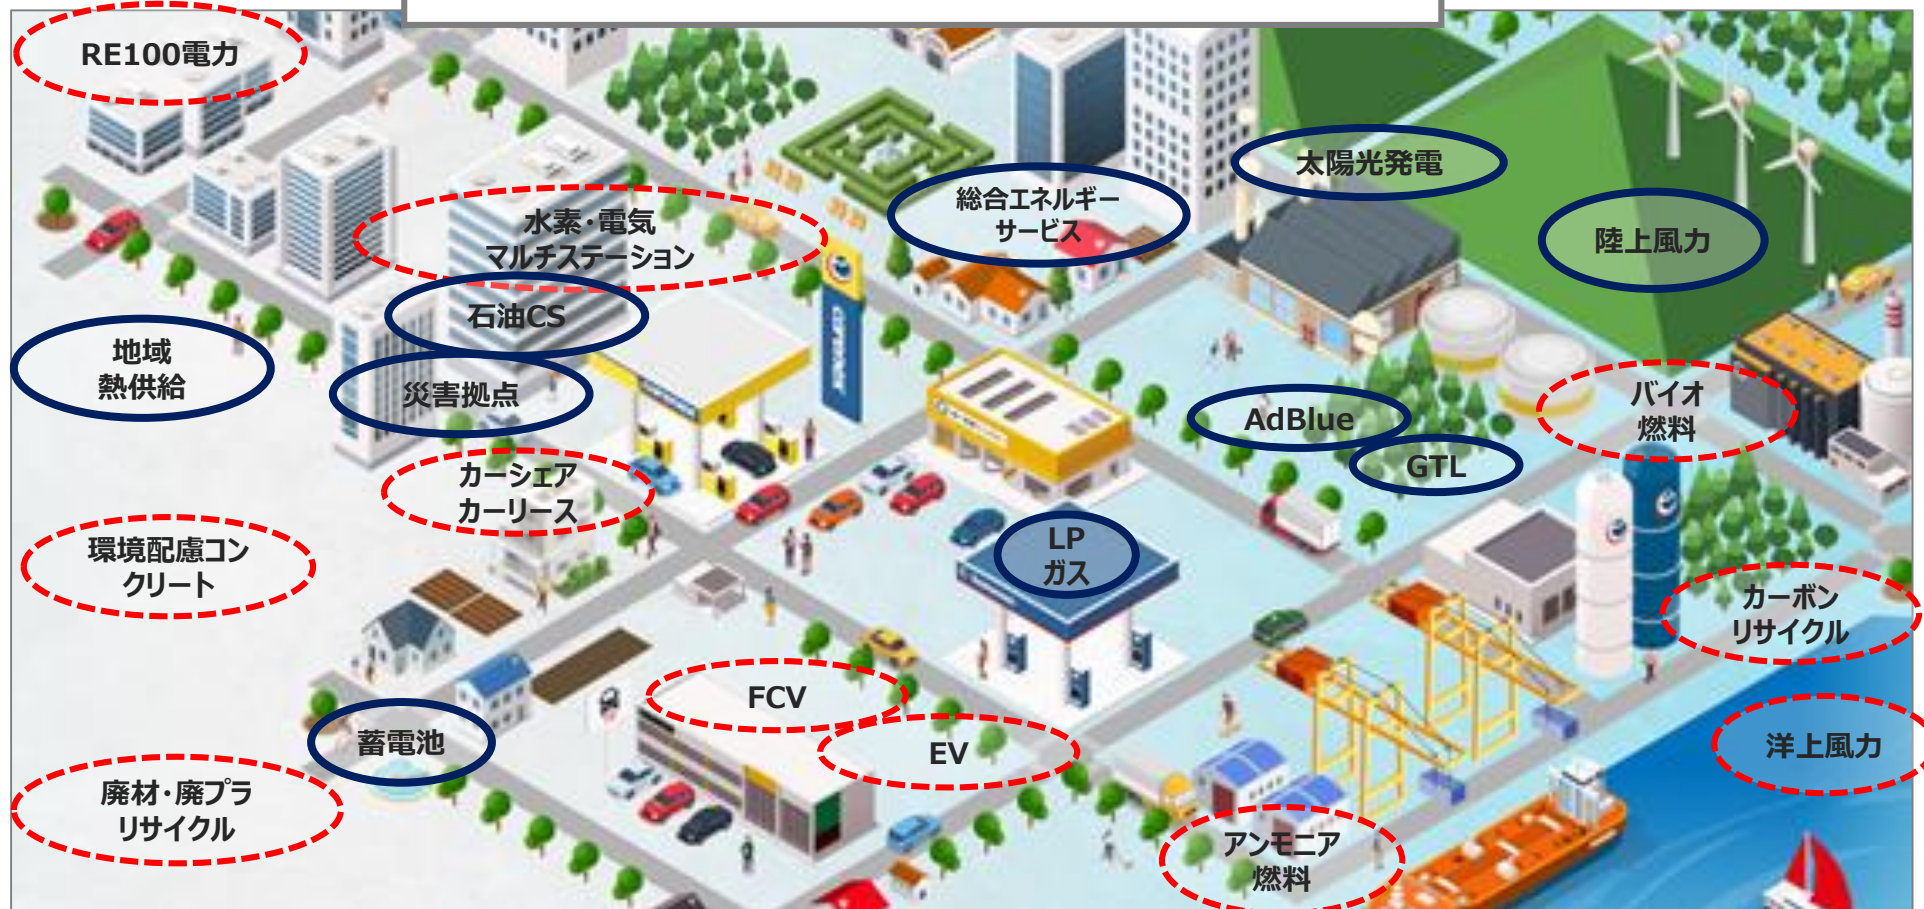 RE100電力
太陽光発電
総合エネルギー
サービス
水素・電気
マルチステーション
陸上風力
石油CS
地域
熱供給
災害拠点
バイオ
燃料
AdBlue
GTL
カーシェア
カーリース
環境配慮コン
クリート
LP
ガス
カーボン
リサイクル
FCV
EV
蓄電池
洋上風力
廃材・廃プラ
リサイクル
アンモニア
燃料